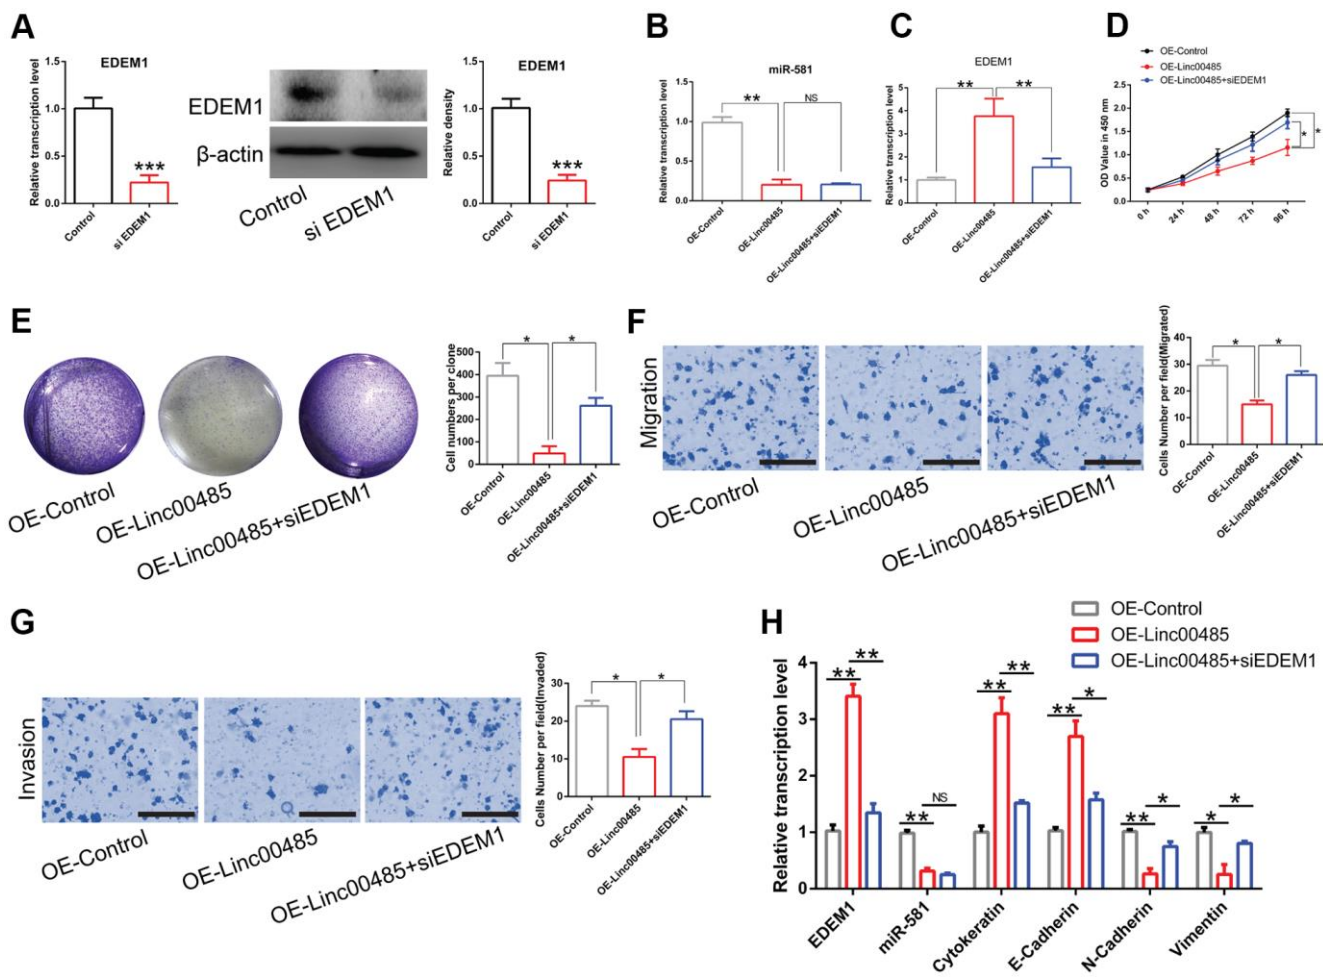 A
EDEM1
Relative transcription level
1.5
1.0
0.5
0.0
Control
si EDEM1
***
EDEM1
β-actin
Control
si EDEM1
EDEM1
Relative density
1.5
1.0
0.5
0.0
***
Control
si EDEM1
B
miR-581
Relative transcription level
1.5
1.0
0.5
0.0
**
NS
OE-Control
OE-Linc00485
OE-Linc00485+siEDEM1
C
EDEM1
Relative transcription level
5
4
3
2
1
0
**
**
OE-Control
OE-Linc00485
OE-Linc00485+siEDEM1
D
OE-Control
OE-Linc00485
OE-Linc00485+siEDEM1
OD Value in 450 nm
2.5
2.0
1.5
1.0
0.5
0.0
*
*
0 h
24 h
48 h
72 h
96 h
E
OE-Control
OE-Linc00485
OE-Linc00485+siEDEM1
Cell numbers per clone
500
400
300
200
100
0
*
*
OE-Control
OE-Linc00485
OE-Linc00485+siEDEM1
F
Migration
OE-Control
OE-Linc00485
OE-Linc00485+siEDEM1
Cells Number per field(Migrated)
40
30
20
10
0
*
*
OE-Control
OE-Linc00485
OE-Linc00485+siEDEM1
G
Invasion
OE-Control
OE-Linc00485
OE-Linc00485+siEDEM1
Cells Number per field(Invaded)
30
20
10
0
*
*
OE-Control
OE-Linc00485
OE-Linc00485+siEDEM1
H
OE-Control
OE-Linc00485
OE-Linc00485+siEDEM1
Relative transcription level
4
3
2
1
0
**
**
**
NS
**
**
**
*
**
*
*
*
EDEM1
miR-581
Cytokeratin
E-Cadherin
N-Cadherin
Vimentin